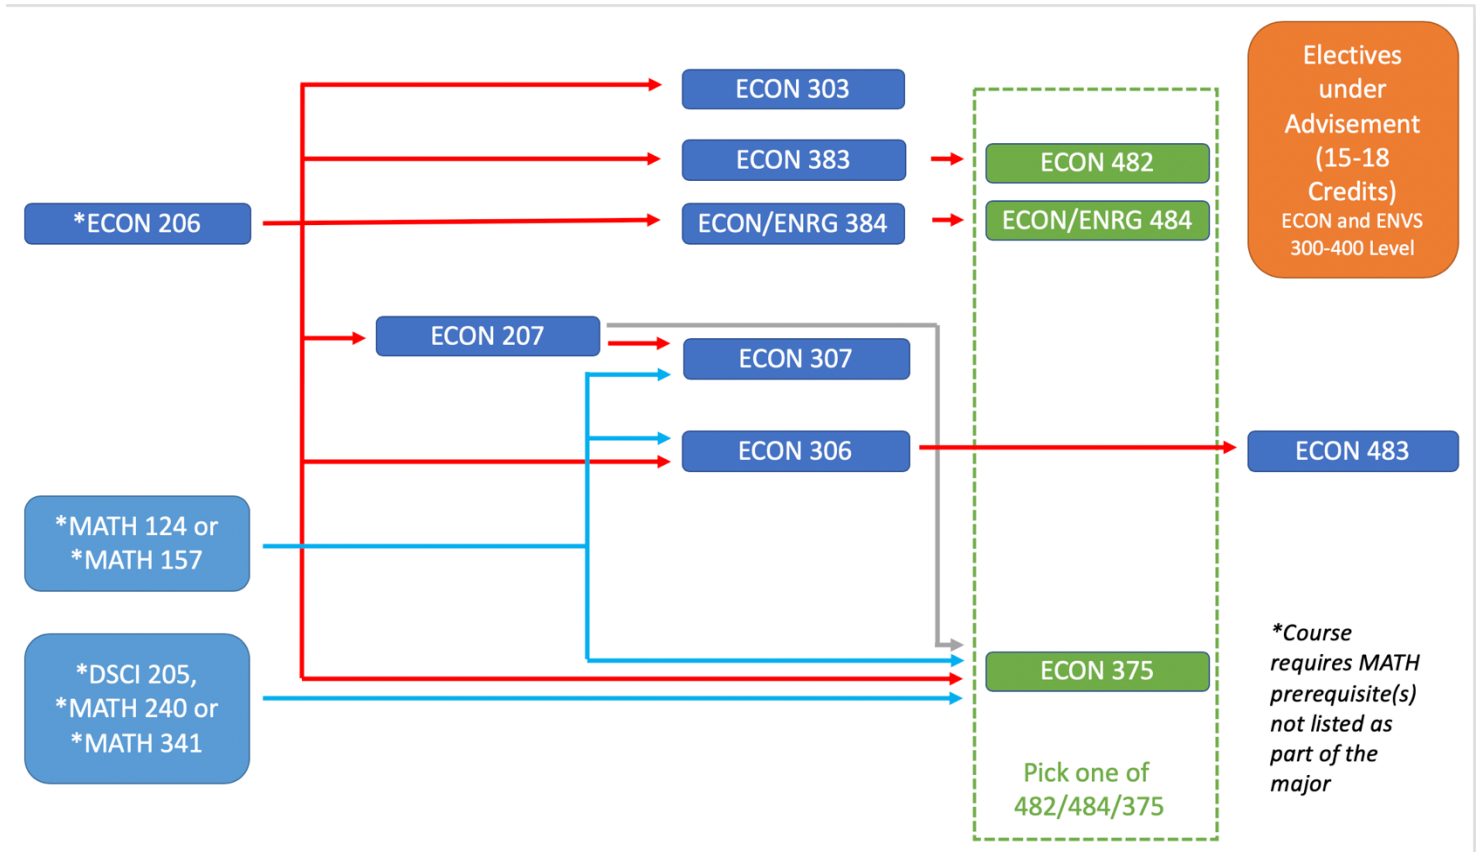 ECON 303
ECON 383
ECON 482
*ECON 206
ECON/ENRG 384
ECON/ENRG 484
Electives
under
Advisement
(15-18
Credits)
ECON and ENVS
300-400 Level
ECON 207
ECON 307
ECON 306
ECON 483
*MATH 124 or
*MATH 157
*DSCI 205,
*MATH 240 or
*MATH 341
ECON 375
Pick one of
482/484/375
*Course
requires MATH
prerequisite(s)
not listed as
part of the
major